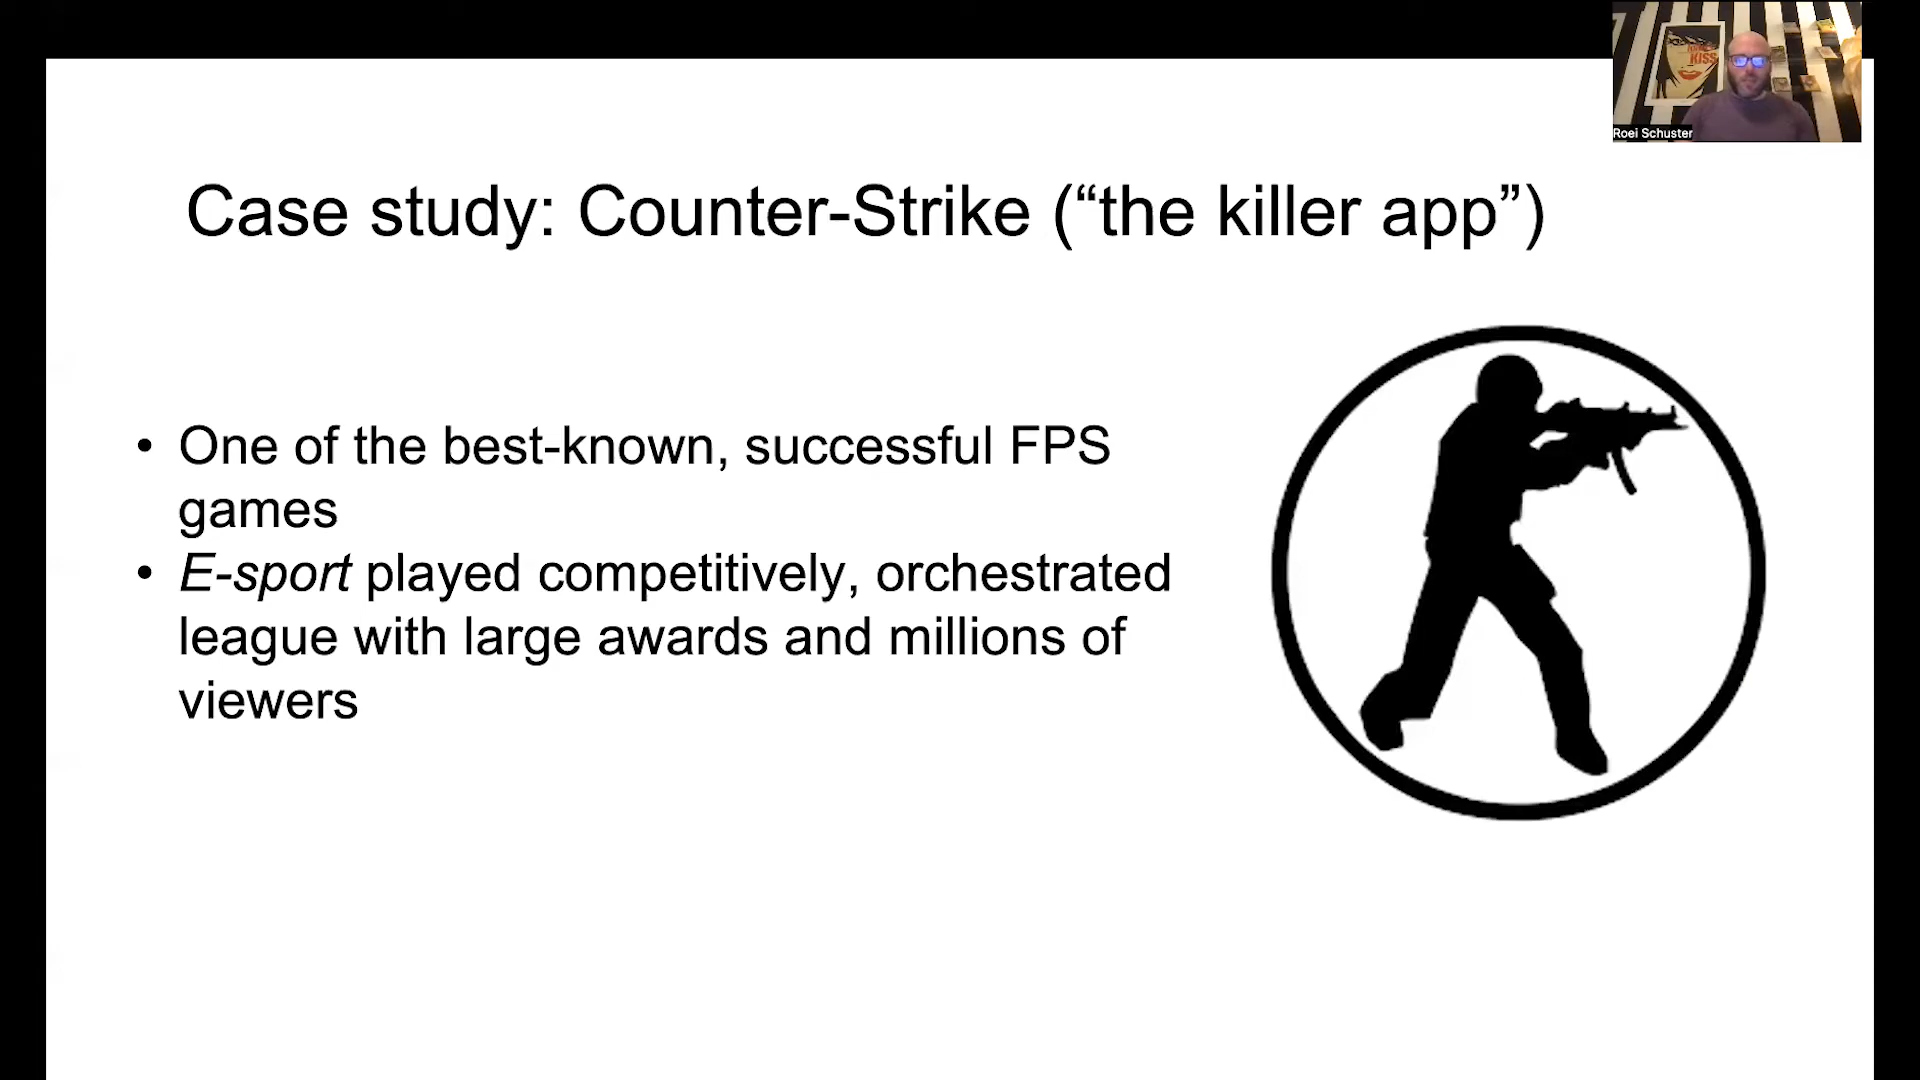 KISS
Roei Schuster
Case study: Counter-Strike (“the killer app”)
• One of the best-known, successful FPS
games
• E-sport played competitively, orchestrated
league with large awards and millions of
viewers